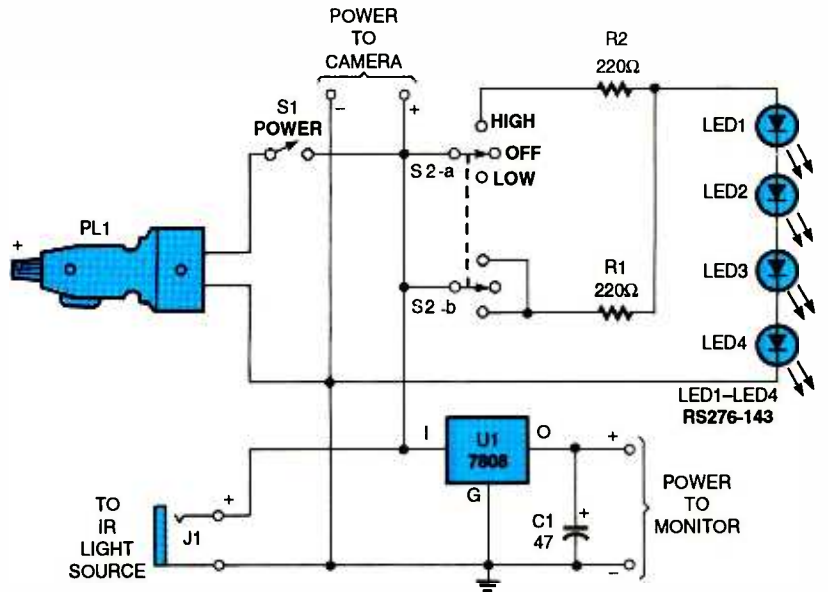 POWER
TO
CAMERA
–
+
S1
POWER
HIGH
OFF
LOW
S2-a
R2
220Ω
LED1
LED2
LED3
LED4
PL1
+
S2-b
R1
220Ω
LED1–LED4
RS276-143
I
U1
7808
O
G
C1
47
+
+
–
POWER
TO
MONITOR
TO
IR
LIGHT
SOURCE
+
J1